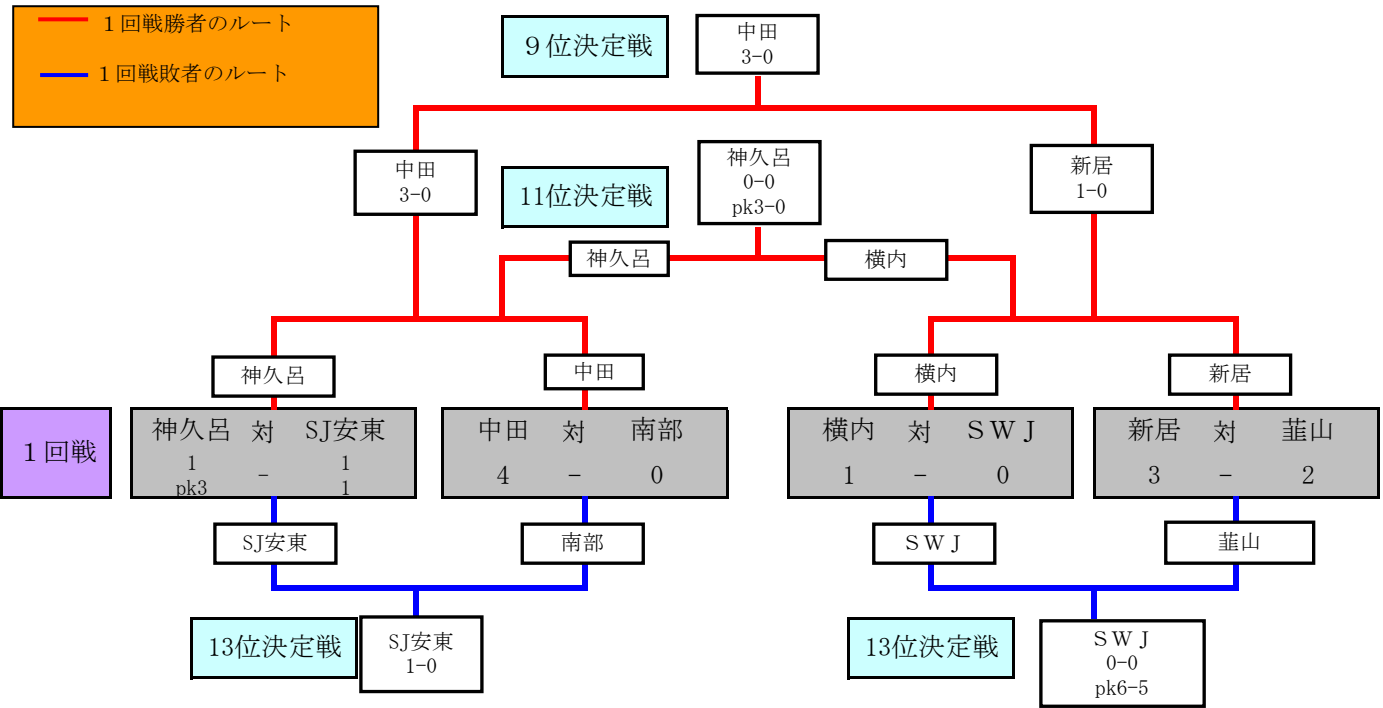 １回戦勝者のルート
１回戦敗者のルート
９位決定戦
中田
3-0
中田
3-0
11位決定戦
神久呂
0-0
pk3-0
新居
1-0
神久呂
横内
神久呂
中田
横内
新居
１回戦
神久呂 対 SJ安東
1 - 1
pk3 1
中田 対 南部
4 - 0
横内 対 ＳＷＪ
1 - 0
新居 対 韮山
3 - 2
SJ安東
南部
ＳＷＪ
韮山
13位決定戦
SJ安東
1-0
13位決定戦
ＳＷＪ
0-0
pk6-5